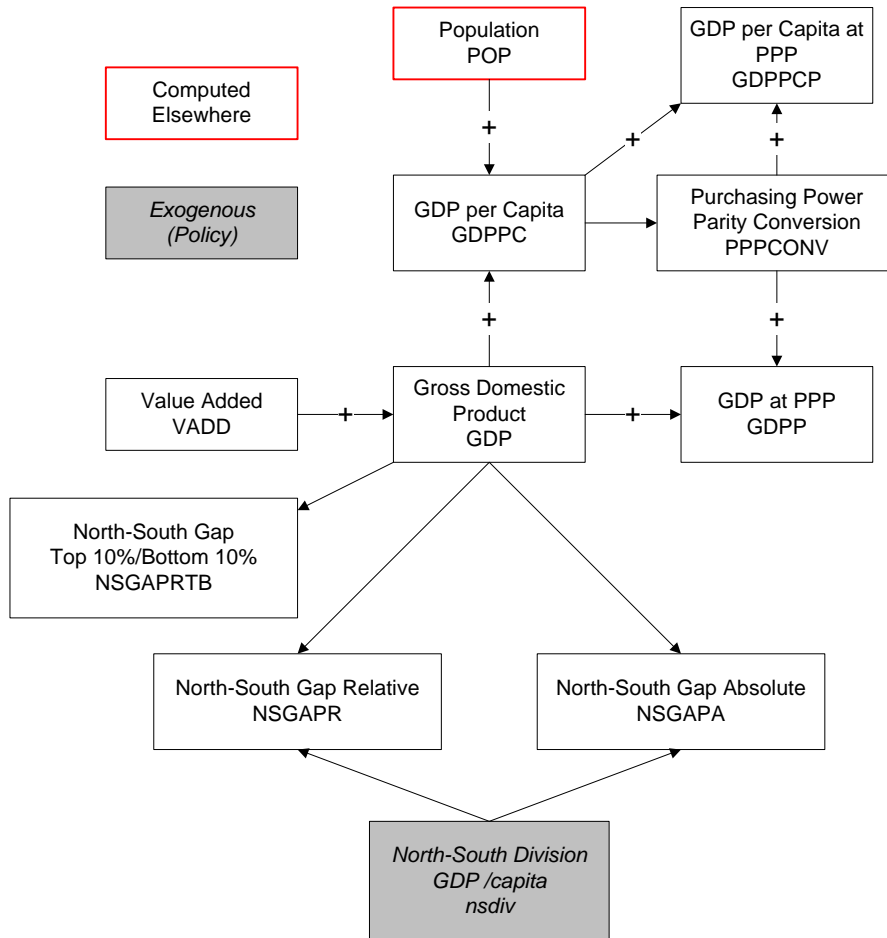 Population
POP
GDP per Capita at
PPP
GDPPCP
Computed
Elsewhere
+
+
+
Exogenous
(Policy)
GDP per Capita
GDPPC
Purchasing Power
Parity Conversion
PPPCONV
+
+
Value Added
VADD
+
Gross Domestic
Product
GDP
+
GDP at PPP
GDPP
North-South Gap
Top 10%/Bottom 10%
NSGAPRTB
North-South Gap Relative
NSGAPR
North-South Gap Absolute
NSGAPA
North-South Division
GDP /capita
nsdiv